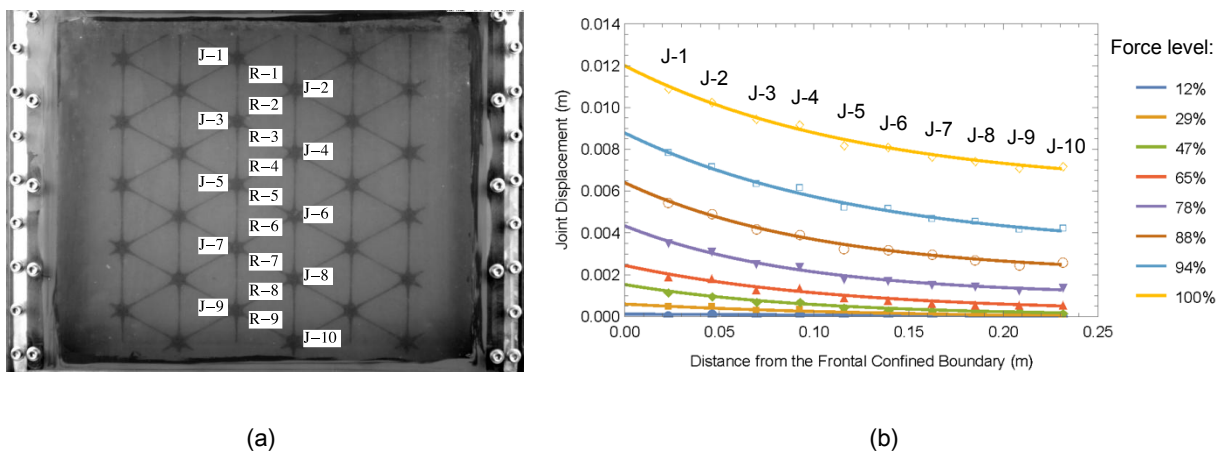 J-1
R-1
J-2
R-2
J-3
R-3
J-4
R-4
J-5
R-5
J-6
R-6
J-7
R-7
J-8
R-8
J-9
R-9
J-10
(a)
0.014
0.012
0.010
0.008
0.006
0.004
0.002
0.000
Joint Displacement (m)
J-1
J-2
J-3
J-4
J-5
J-6
J-7
J-8
J-9
J-10
0.00 0.05 0.10 0.15 0.20 0.25
Distance from the Frontal Confined Boundary (m)
Force level:
12%
29%
47%
65%
78%
88%
94%
100%
(b)